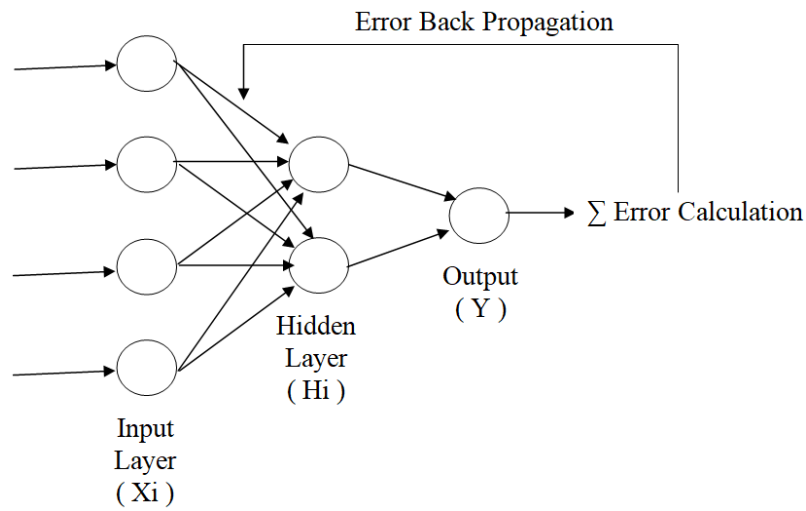 Error Back Propagation
∑ Error Calculation
Output
( Y )
Hidden
Layer
( Hi )
Input
Layer
( Xi )